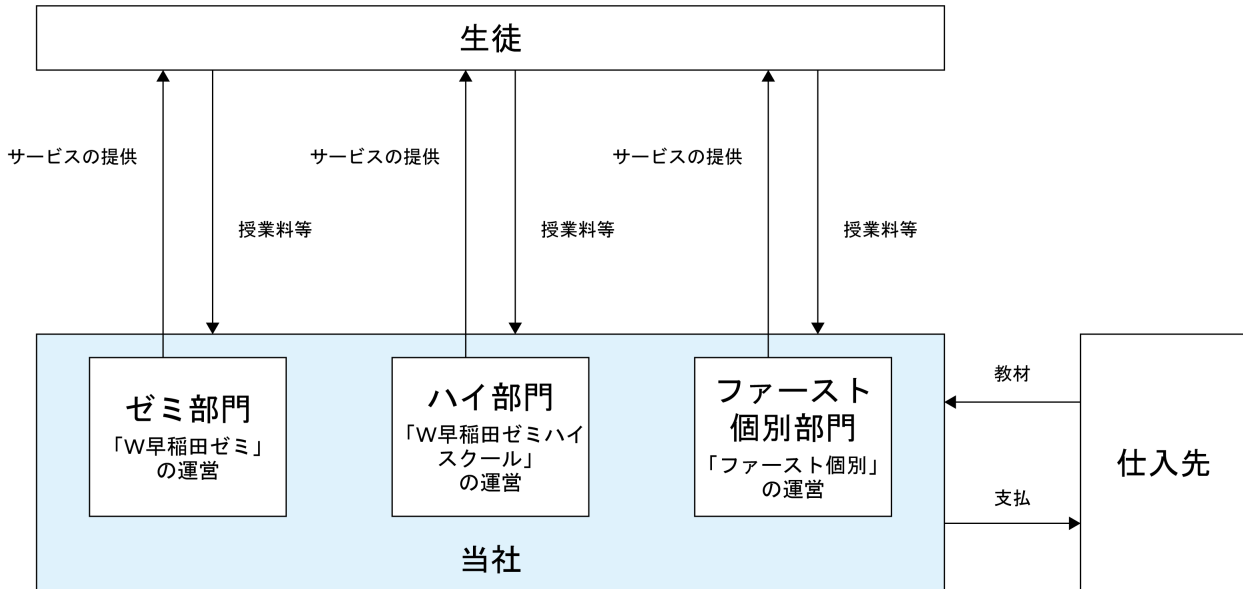 生徒
サービスの提供
サービスの提供
サービスの提供
授業料等
授業料等
授業料等
ゼミ部門
「W早稲田ゼミ」
の運営
ハイ部門
「W早稲田ゼミハイ
スクール」
の運営
ファースト
個別部門
「ファースト個別」
の運営
教材
支払
仕入先
当社